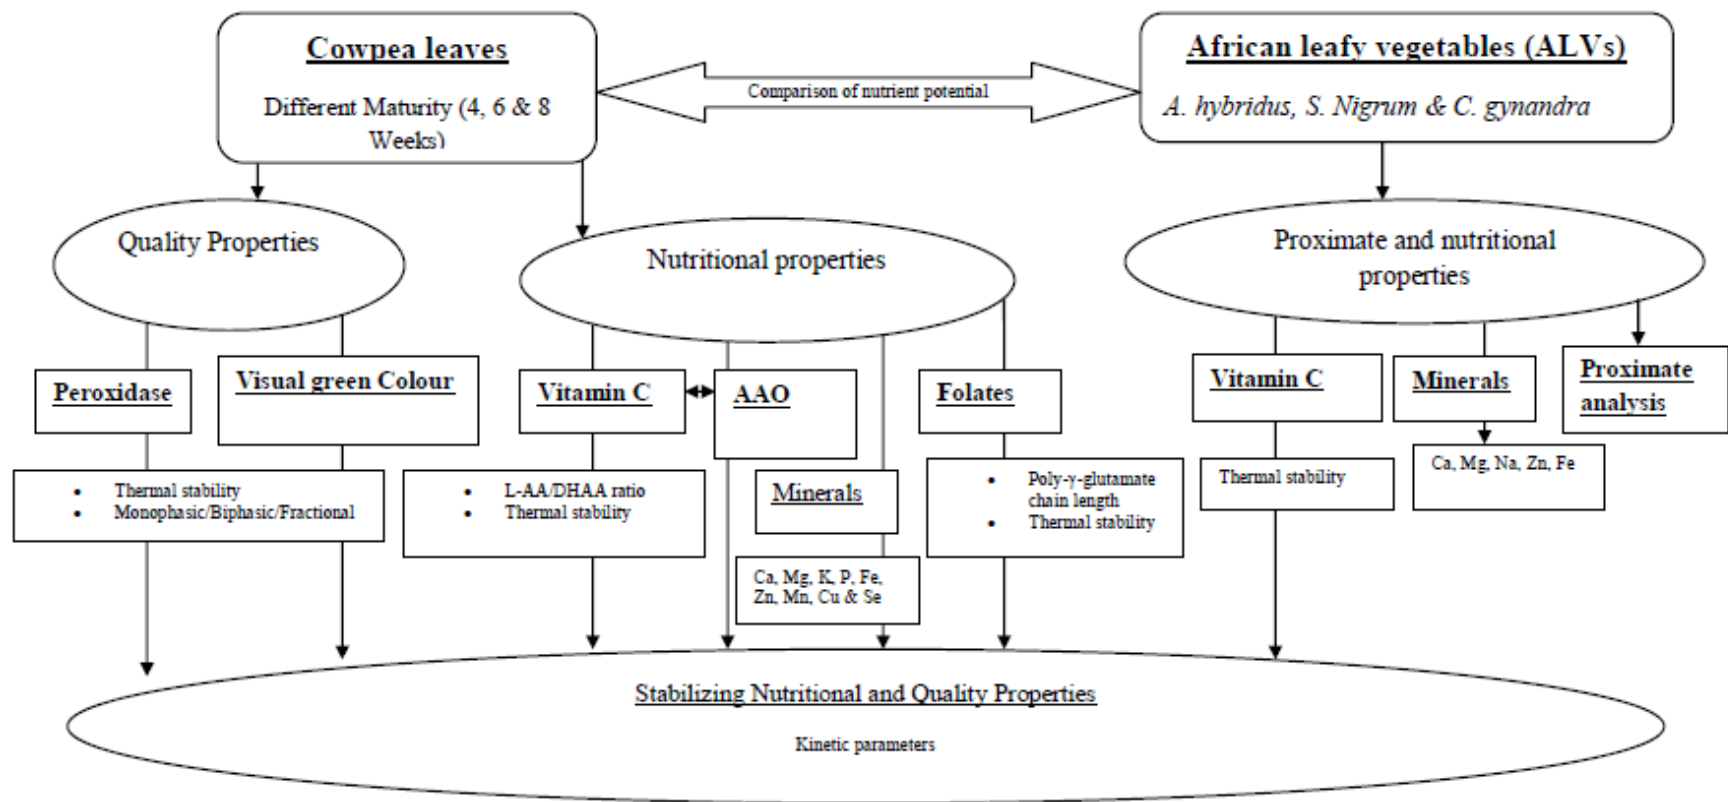 Cowpea leaves
Different Maturity (4, 6 & 8
Weeks)
Comparison of nutrient potential
African leafy vegetables (ALVs)
A. hybridus, S. Nigrum & C. gynandra
Quality Properties
Nutritional properties
Proximate and nutritional
properties
Peroxidase
Visual green Colour
Vitamin C
AAO
Folates
Vitamin C
Minerals
Proximate
analysis
• Thermal stability
• Monophasic/Biphasic/Fractional
• L-AA/DHAA ratio
• Thermal stability
Minerals
• Poly-γ-glutamate
chain length
• Thermal stability
Thermal stability
Ca, Mg, Na, Zn, Fe
Ca, Mg, K, P, Fe,
Zn, Mn, Cu & Se
Stabilizing Nutritional and Quality Properties
Kinetic parameters